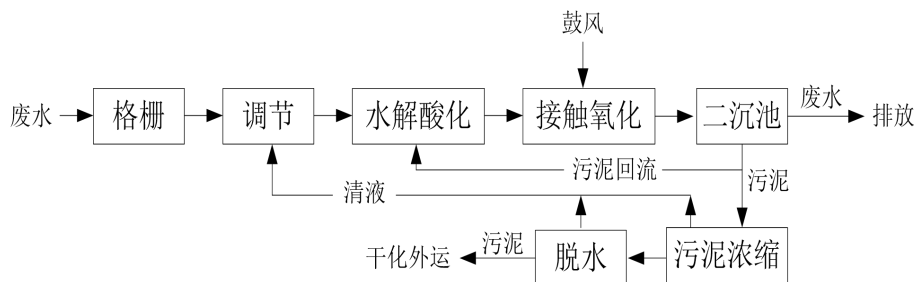 鼓风
废水
格栅
调节
水解酸化
接触氧化
二沉池
废水
排放
污泥回流
污泥
清液
干化外运
污泥
脱水
污泥浓缩